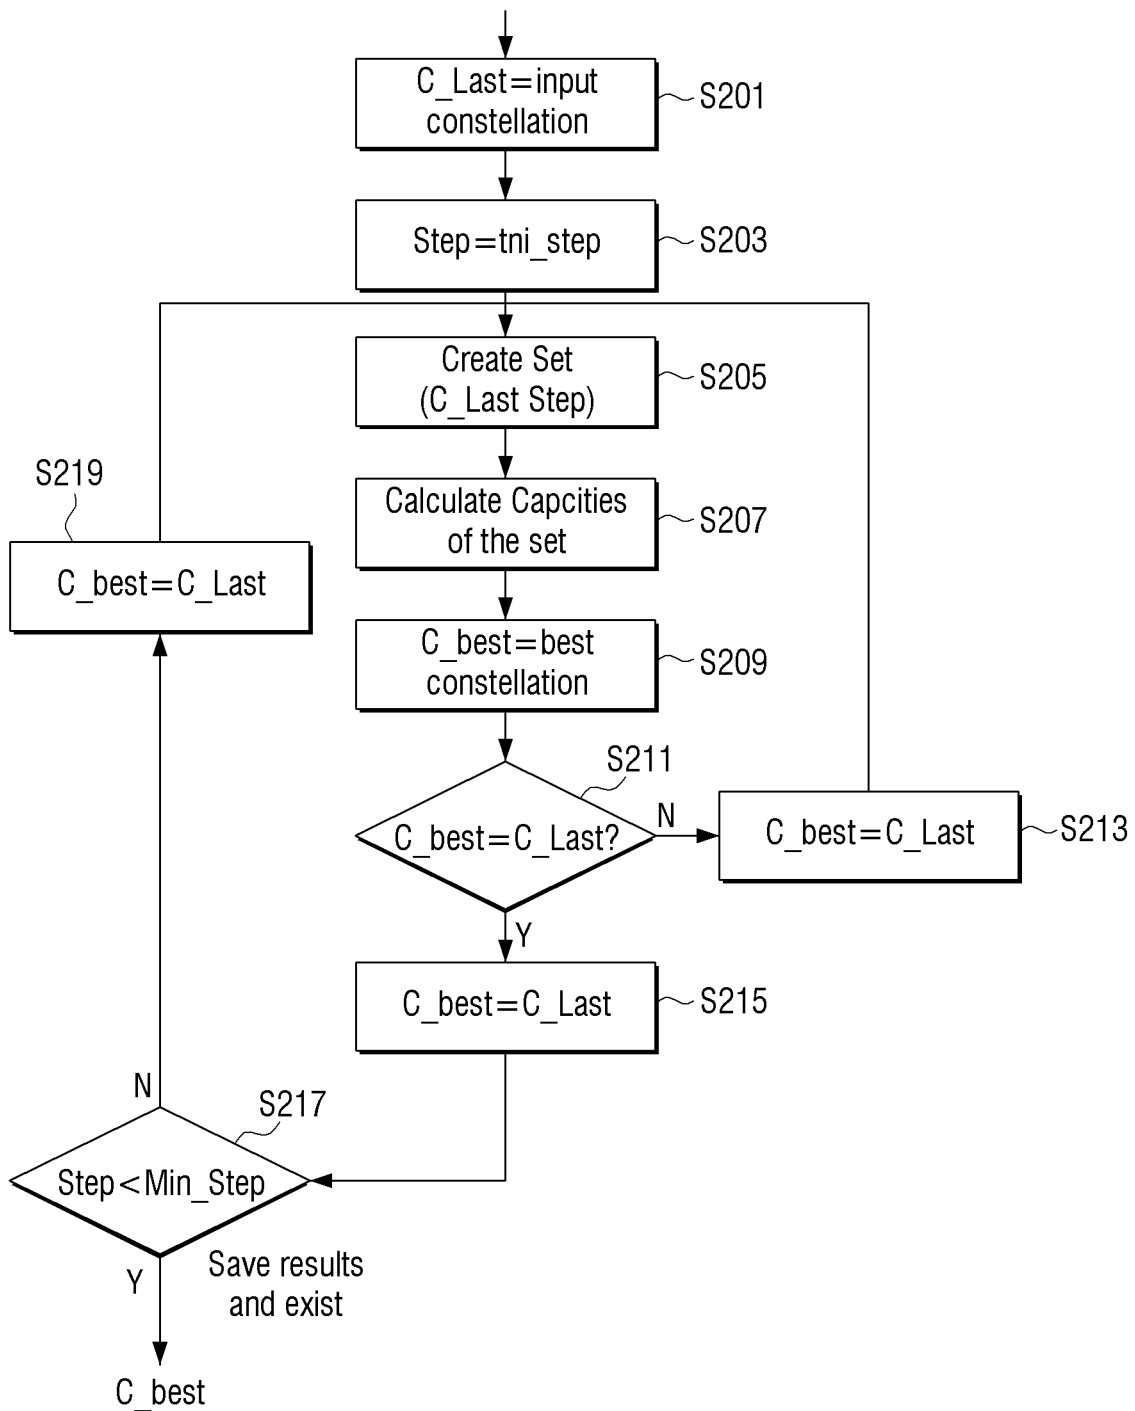 C_Last=input
constellation
S201
Step=tni_step
S203
Create Set
(C_Last Step)
S205
S219
Calculate Capcities
of the set
S207
C_best=C_Last
C_best=best
constellation
S209
S211
C_best=C_Last?
N
C_best=C_Last
S213
Y
C_best=C_Last
S215
N
S217
Step<Min_Step
Y
Save results
and exist
C_best